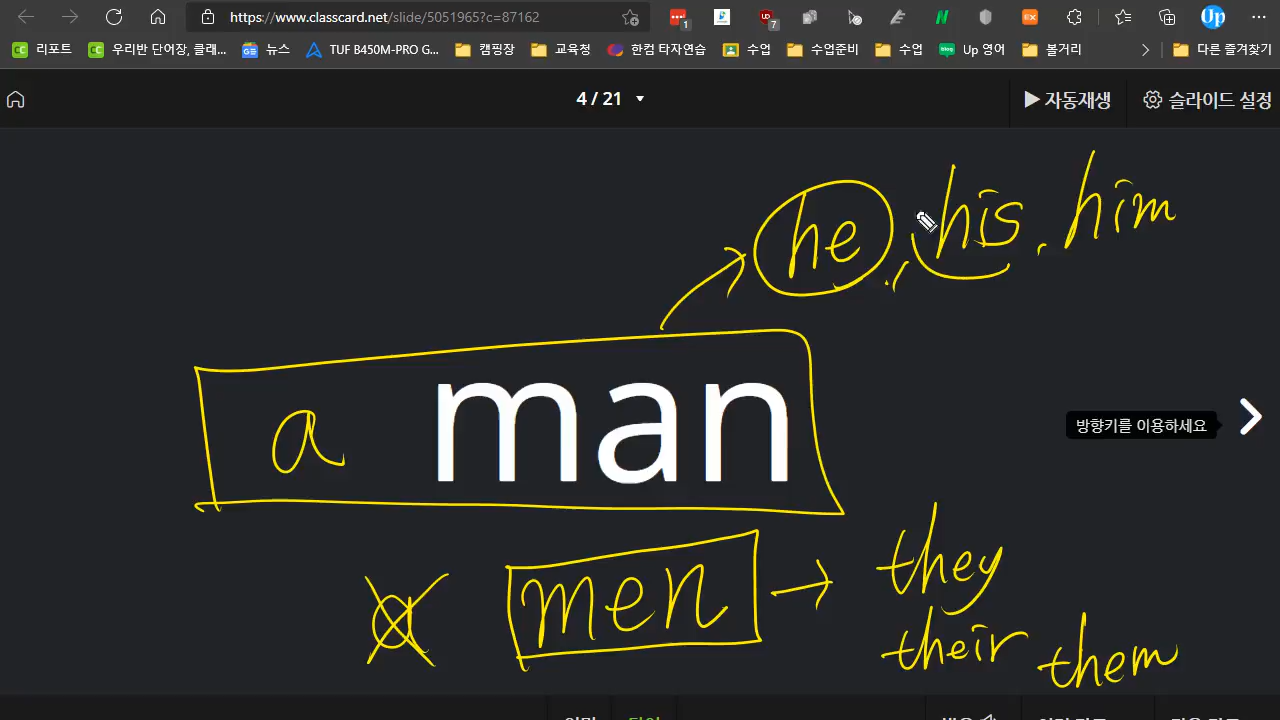 https://www.classcard.net/slide/5051965?c=87162
리포트 우리반 단어장, 클래... 뉴스 TUF B450M-PRO G... 캠핑장 교육청 한컴 타자연습 수업 수업준비 수업 Up 영어 볼거리 다른 즐겨찾기
4 / 21 자동재생 슬라이드 설정
he, his, him
a man
방향키를 이용하세요
a men → they
their them